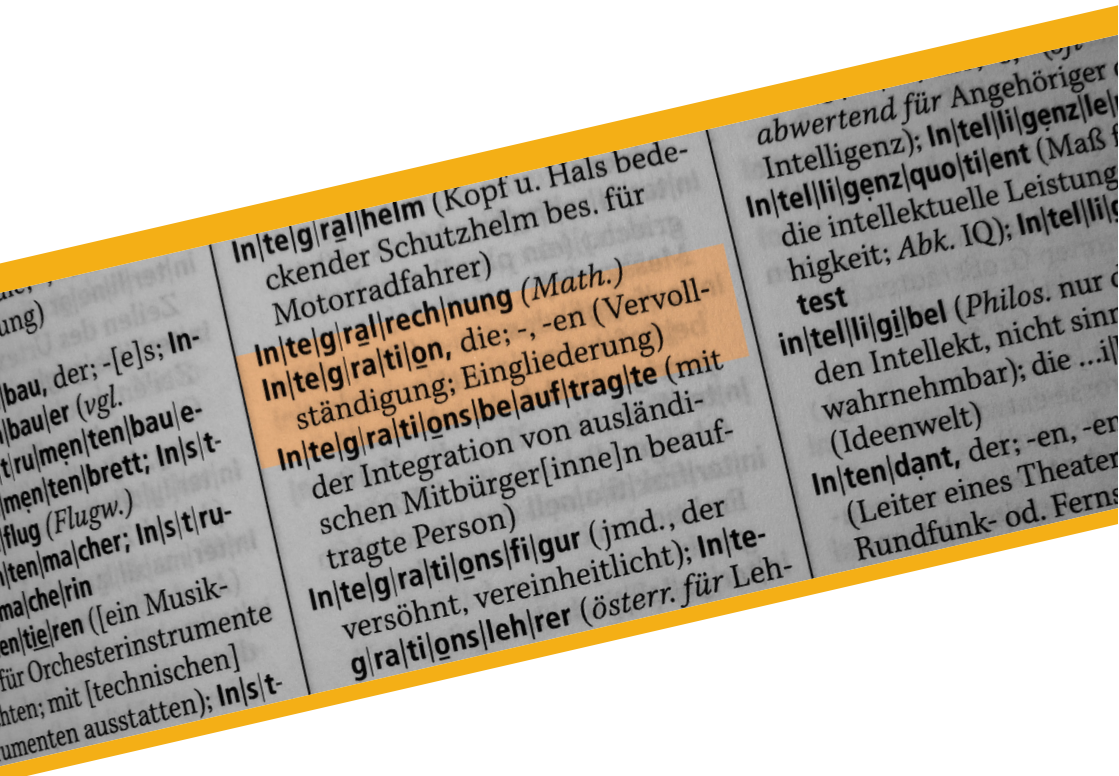 ung)
bau, der; -[e]s; In-
bau|er (vgl.
t|ru|men|ten|bau|e-
men|ten|brett; In|s|t-
flug (Flugw.)
ten|ma|cher; In|s|t|ru-
ma|che|rin
en|tie|ren ([ein Musik-
für Orchesterinstrumente
hten; mit [technischen]
umenten ausstatten); In|s|t-
In|te|g|ral|helm (Kopf u. Hals bede-
ckender Schutzhelm bes. für
Motorradfahrer)
In|te|g|ral|rech|nung (Math.)
In|te|g|ra|ti|on, die; -, -en (Vervoll-
ständigung; Eingliederung)
In|te|g|ra|ti|ons|be|auf|trag|te (mit
der Integration von ausländi-
schen Mitbürger[inne]n beauf-
tragte Person)
In|te|g|ra|ti|ons|fi|gur (jmd., der
versöhnt, vereinheitlicht); In|te-
g|ra|ti|ons|leh|rer (österr. für Leh-
abwertend für Angehöriger
Intelligenz); In|tel|li|genz|le
In|tel|li|genz|quo|ti|ent (Maß
die intellektuelle Leistung
higkeit; Abk. IQ); In|tel|li
test
in|tel|li|gi|bel (Philos. nur
den Intellekt, nicht sinn
wahrnehmbar); die …i
(Ideenwelt)
In|ten|dant, der; -en, -en
(Leiter eines Theater
Rundfunk- od. Ferns